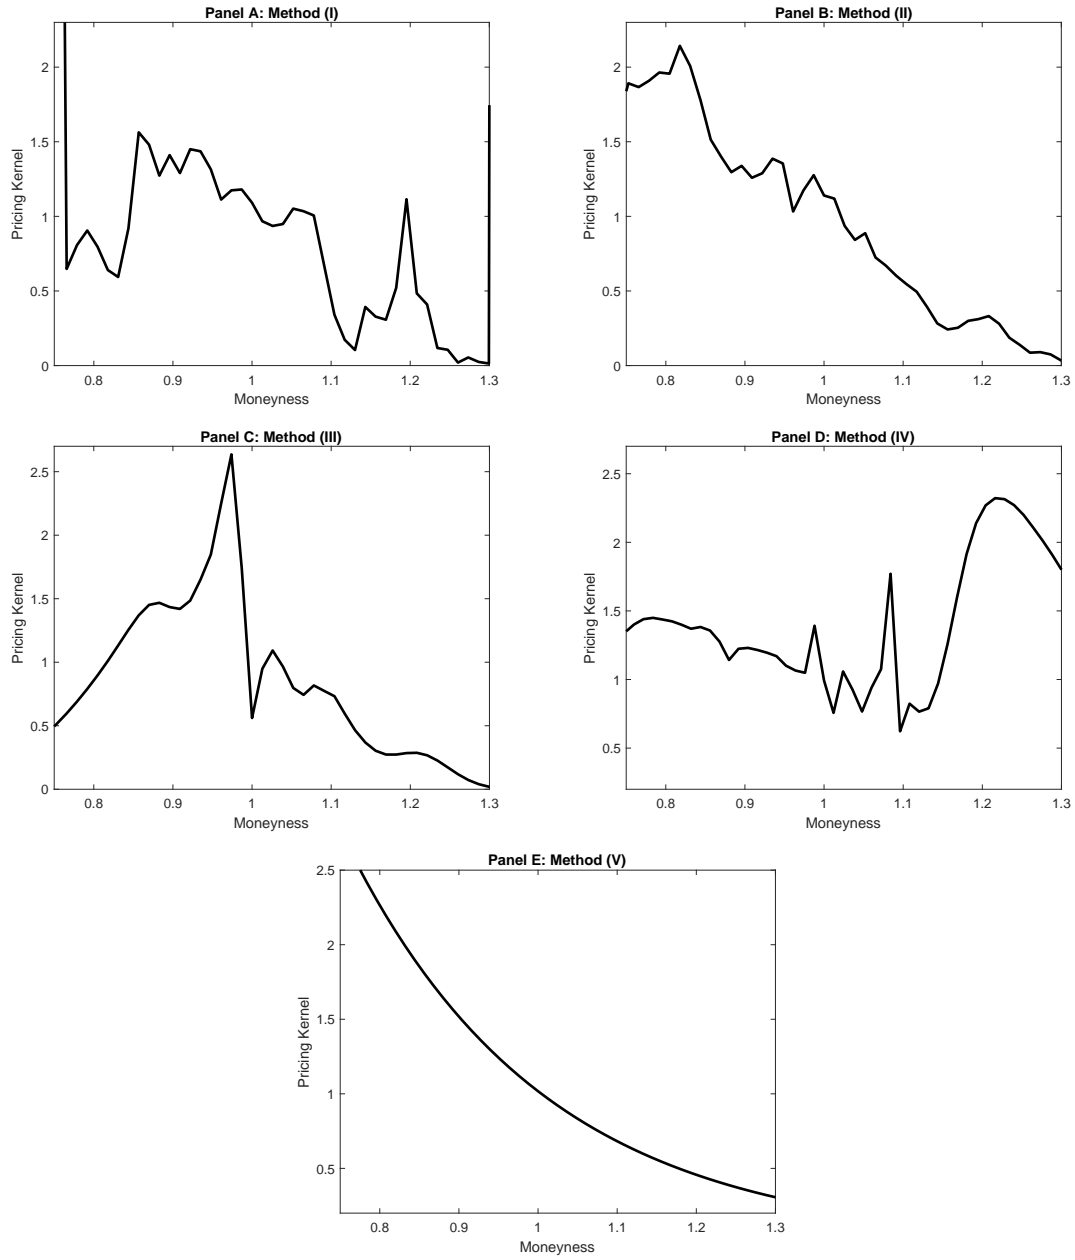 Panel A: Method (I)
Pricing Kernel
2
1.5
1
0.5
0
0.8 0.9 1 1.1 1.2 1.3
Moneyness
Panel B: Method (II)
Pricing Kernel
2
1.5
1
0.5
0
0.8 0.9 1 1.1 1.2 1.3
Moneyness
Panel C: Method (III)
Pricing Kernel
2.5
2
1.5
1
0.5
0
0.8 0.9 1 1.1 1.2 1.3
Moneyness
Panel D: Method (IV)
Pricing Kernel
2.5
2
1.5
1
0.5
0.8 0.9 1 1.1 1.2 1.3
Moneyness
Panel E: Method (V)
Pricing Kernel
2.5
2
1.5
1
0.5
0.8 0.9 1 1.1 1.2 1.3
Moneyness